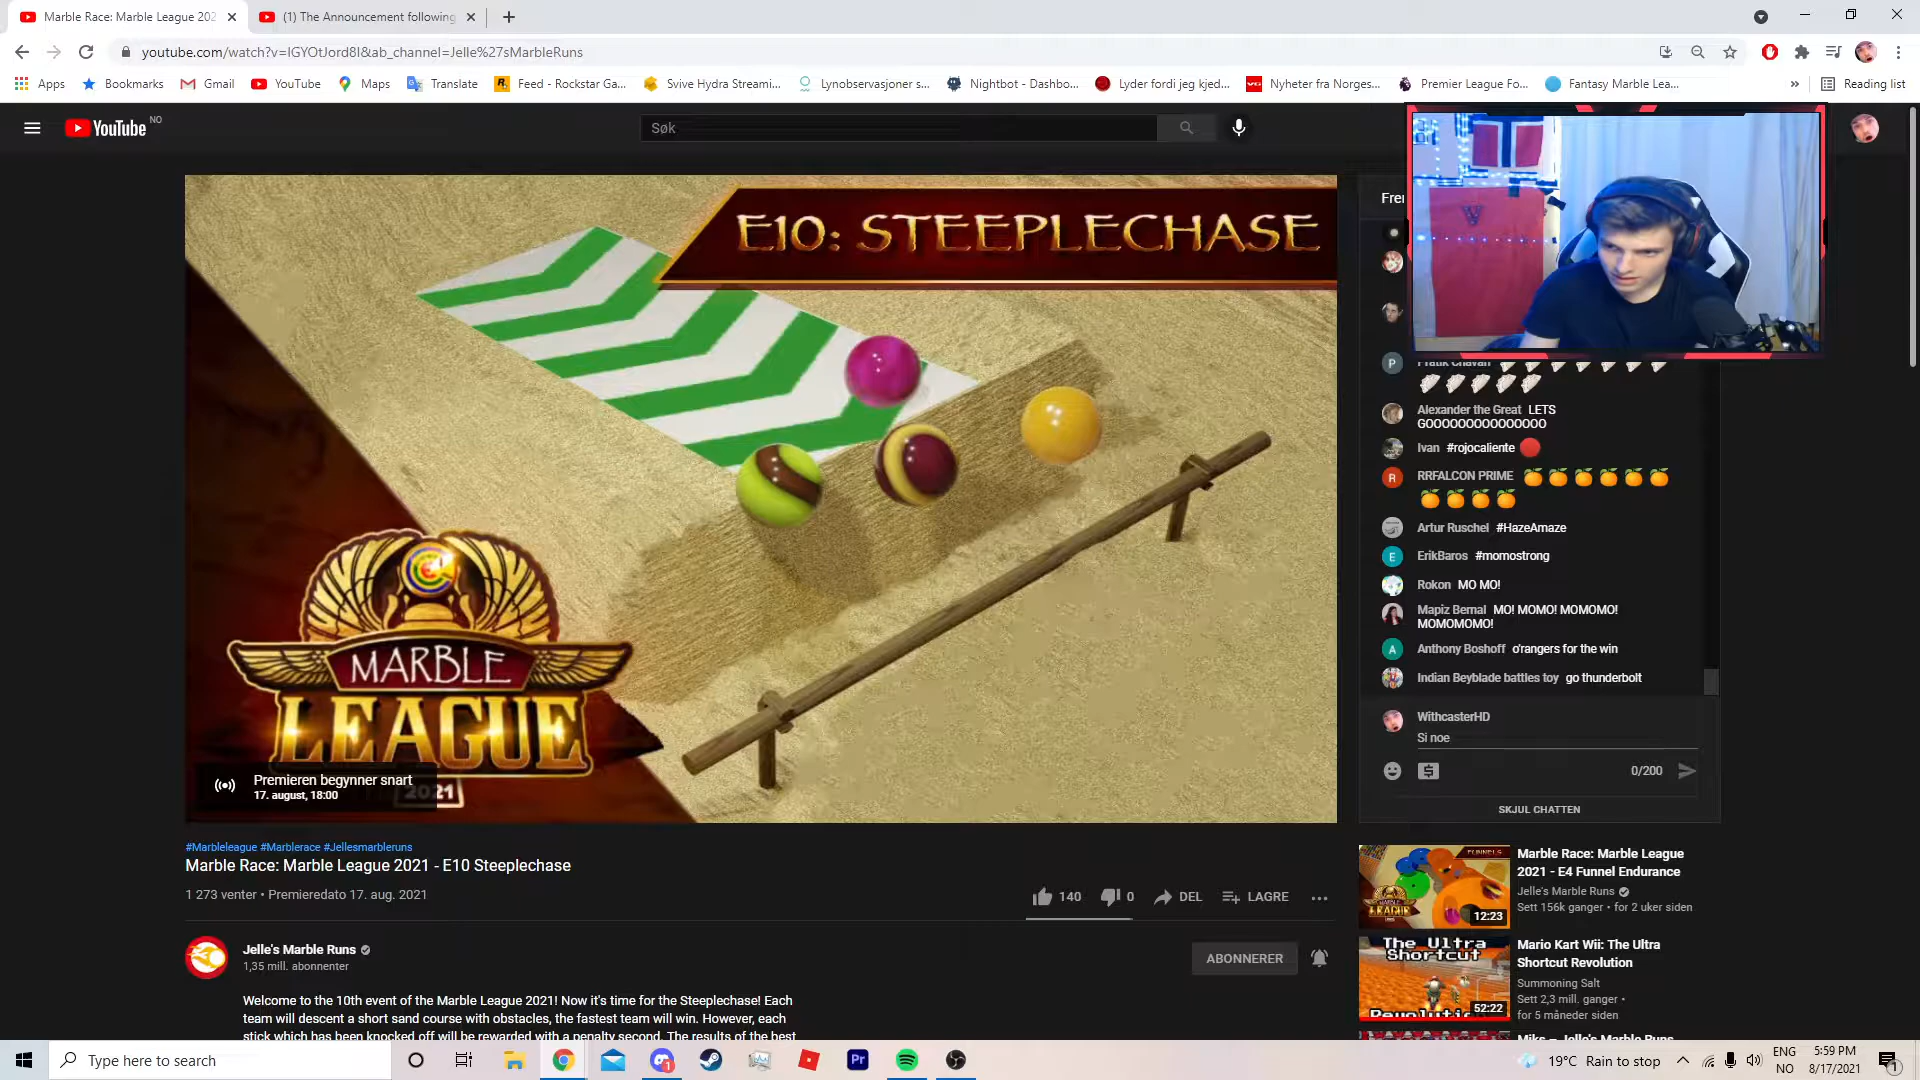 Marble Race: Marble League 202
(1) The Announcement following
youtube.com/watch?v=IGYOtJord8I&ab_channel=Jelle%27sMarbleRuns
Apps
Bookmarks
Gmail
YouTube
Maps
Translate
Feed - Rockstar Ga...
Svive Hydra Streami...
Lynobservasjoner s...
Nightbot - Dashbo...
Lyder fordi jeg kjed...
Nyheter fra Norges...
Premier League Fo...
Fantasy Marble Lea...
»
Reading list
YouTube NO
Søk
E10: STEEPLECHASE
MARBLE
LEAGUE
2021
Premieren begynner snart
17. august, 18:00
Pratik Chavan
Alexander the Great LETS
GOOOOOOOOOOOOOOO
Ivan #rojocaliente
R RRFALCON PRIME
Artur Ruschel #HazeAmaze
E ErikBaros #momostrong
Rokon MO MO!
Mapiz Bernal MO! MOMO! MOMOMO!
MOMOMOMO!
A Anthony Boshoff o'rangers for the win
Indian Beyblade battles toy go thunderbolt
WithcasterHD
Si noe
0/200
SKJUL CHATTEN
#Marbleleague #Marblerace #Jellesmarbleruns
Marble Race: Marble League 2021 - E10 Steeplechase
1 273 venter • Premieredato 17. aug. 2021
140
0
DEL
LAGRE
Jelle's Marble Runs
1,35 mill. abonnenter
ABONNERER
Welcome to the 10th event of the Marble League 2021! Now it's time for the Steeplechase! Each
team will descent a short sand course with obstacles, the fastest team will win. However, each
stick which has been knocked off will be rewarded with a penalty second. The results of the best
FUNNELS
12:23
Marble Race: Marble League
2021 - E4 Funnel Endurance
Jelle's Marble Runs
Sett 156k ganger • for 2 uker siden
The Ultra
Shortcut
Revolution
52:22
Mario Kart Wii: The Ultra
Shortcut Revolution
Summoning Salt
Sett 2,3 mill. ganger •
for 5 måneder siden
Type here to search
Pr
19°C Rain to stop
ENG
NO
5:59 PM
8/17/2021